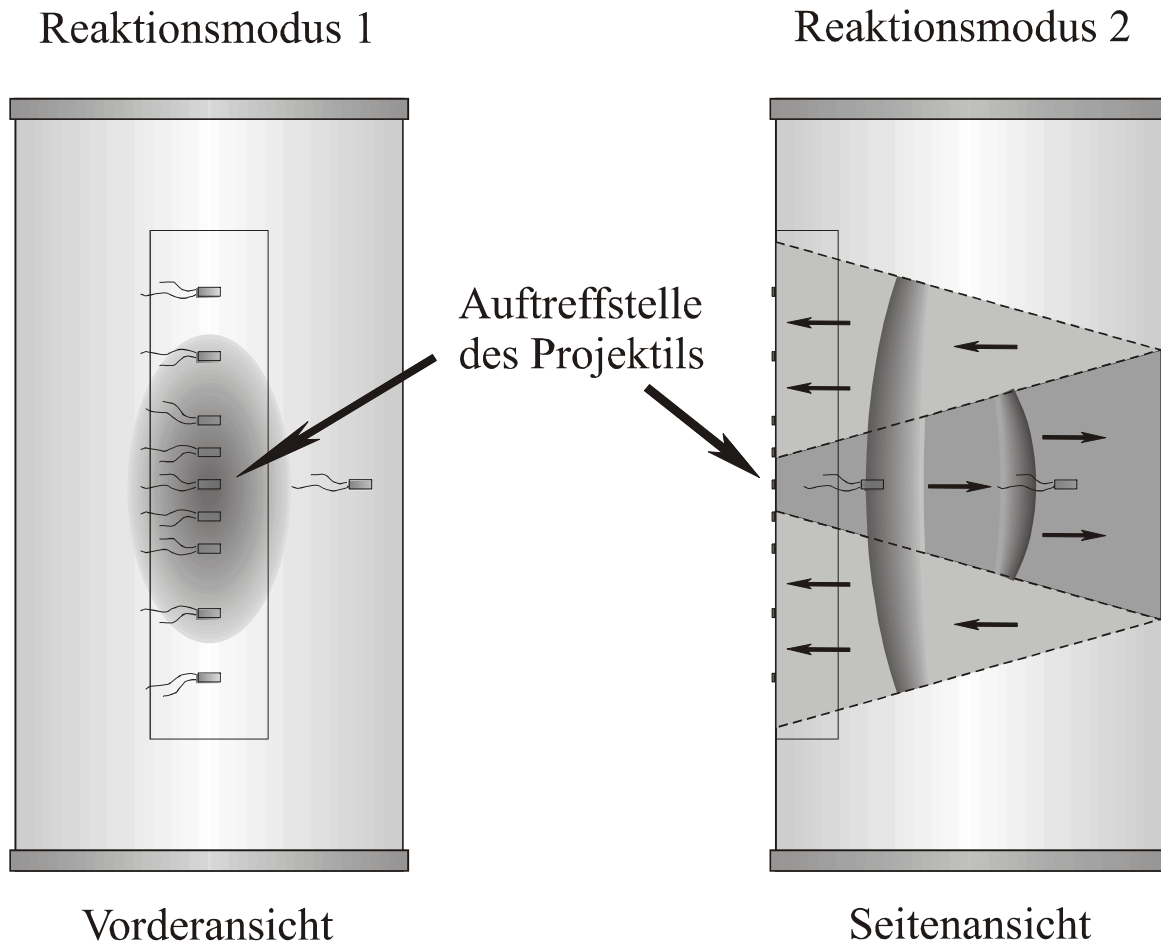 Reaktionsmodus 1
Reaktionsmodus 2
Auftreffstelle
des Projektils
Vorderansicht
Seitenansicht